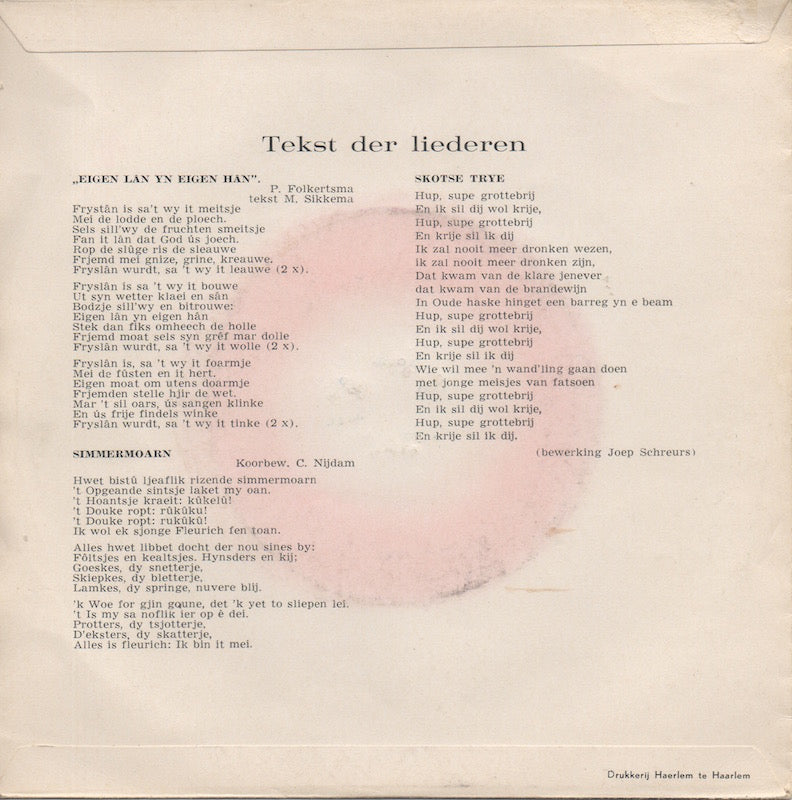 Tekst der liederen
„EIGEN LÂN YN EIGEN HÂN".
P. Folkertsma
tekst M. Sikkema
Frystân is sa't wy it meitsje
Mei de lodde en de ploech.
Sels sill'wy de fruchten smeitsje
Fan it lân dat God ús joech.
Rop de slûge ris de sleauwe
Frjemd mei gnize, grine, kreauwe.
Fryslân wurdt, sa 't wy it leauwe (2 x).
Fryslân is sa 't wy it bouwe
Ut syn wetter klaei en sân
Bodzje sill'wy en bitrouwe:
Eigen lân yn eigen hân
Stek dan fiks omheech de holle
Frjemd moat sels syn grêf mar dolle
Fryslân wurdt, sa 't wy it wolle (2 x).
Fryslân is, sa 't wy it foarmje
Mei de fûsten en it hert.
Eigen moat om utens doarmje
Frjemden stelle hjir de wet.
Mar 't sil oars, ús sangen klinke
En ús frije findels winke
Fryslân wurdt, sa 't wy it tinke (2 x).
SIMMERMOARN
Koorbew. C. Nijdam
Hwet bistû ljeaflik rizende simmermoarn
't Opgeande sintsje laket my oan.
't Hoantsje kraeit: kûkelû!
't Douke ropt: rûkûku!
't Douke ropt: rukûkû!
Ik wol ek sjonge Fleurich fen toan.
Alles hwet libbet docht der nou sines by:
Fôltsjes en kealtsjes. Hynsders en kij;
Goeskes, dy snetterje,
Skiepkes, dy bletterje,
Lamkes, dy springe, nuvere blij.
'k Woe for gjin goune, det 'k yet to sliepen lei.
't Is my sa noflik ier op è dei.
Protters, dy tsjotterje,
D'eksters, dy skatterje,
Alles is fleurich: Ik bin it mei.
SKOTSE TRYE
Hup, supe grottebrij
En ik sil dij wol krije,
Hup, supe grottebrij
En krije sil ik dij
Ik zal nooit meer dronken wezen,
ik zal nooit meer dronken zijn,
Dat kwam van de klare jenever
dat kwam van de brandewijn
In Oude haske hinget een barreg yn e beam
Hup, supe grottebrij
En ik sil dij wol krije,
Hup, supe grottebrij
En krije sil ik dij
Wie wil mee 'n wand'ling gaan doen
met jonge meisjes van fatsoen
Hup, supe grottebrij
En ik sil dij wol krije,
Hup, supe grottebrij
En krije sil ik dij.
(bewerking Joep Schreurs)
Drukkerij Haerlem te Haarlem